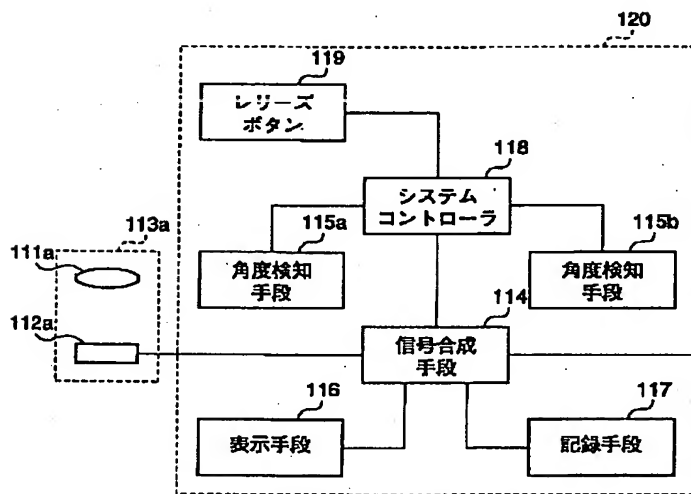 120
119
レリーズ
ボタン
118
システム
コントローラ
113a
115a
115b
111a
角度検知
手段
角度検知
手段
112a
114
信号合成
手段
116
117
表示手段
記録手段